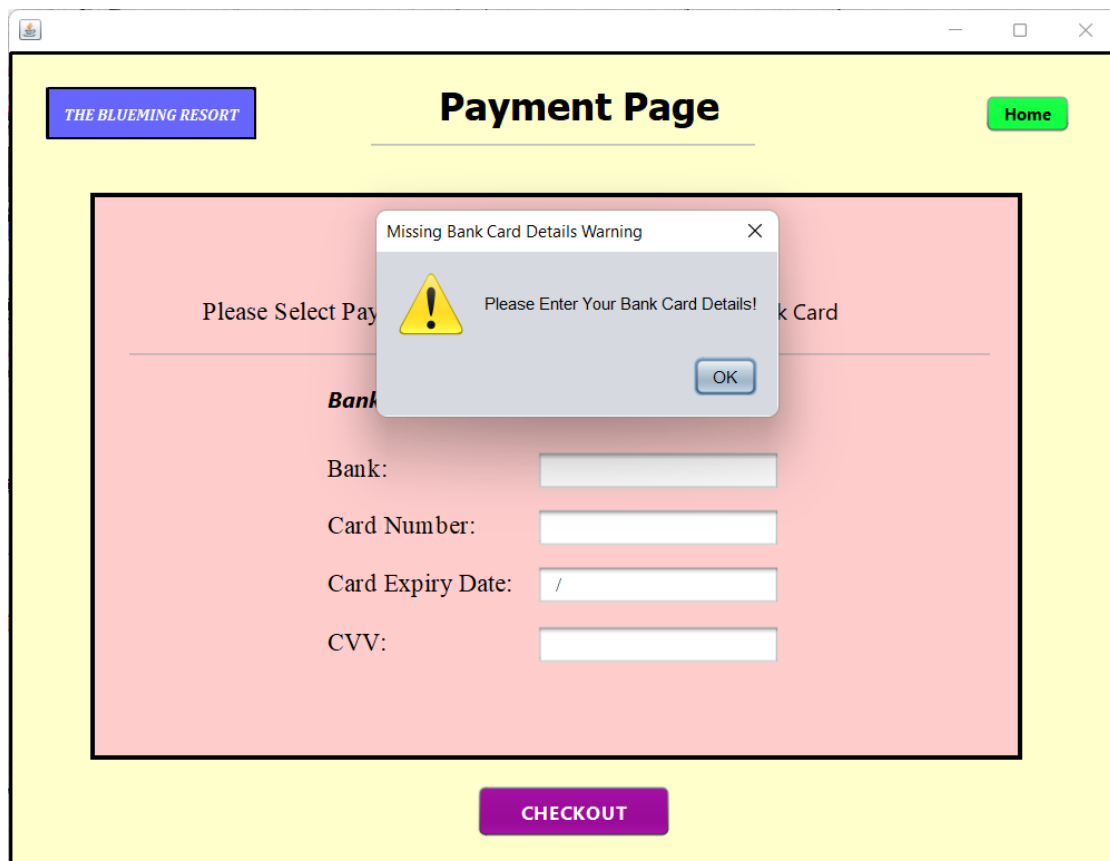 THE BLUEMING RESORT
Payment Page
Home
Missing Bank Card Details Warning
Please Enter Your Bank Card Details!
Please Select Pay
k Card
OK
Bank
Bank:
Card Number:
Card Expiry Date: /
CVV:
CHECKOUT